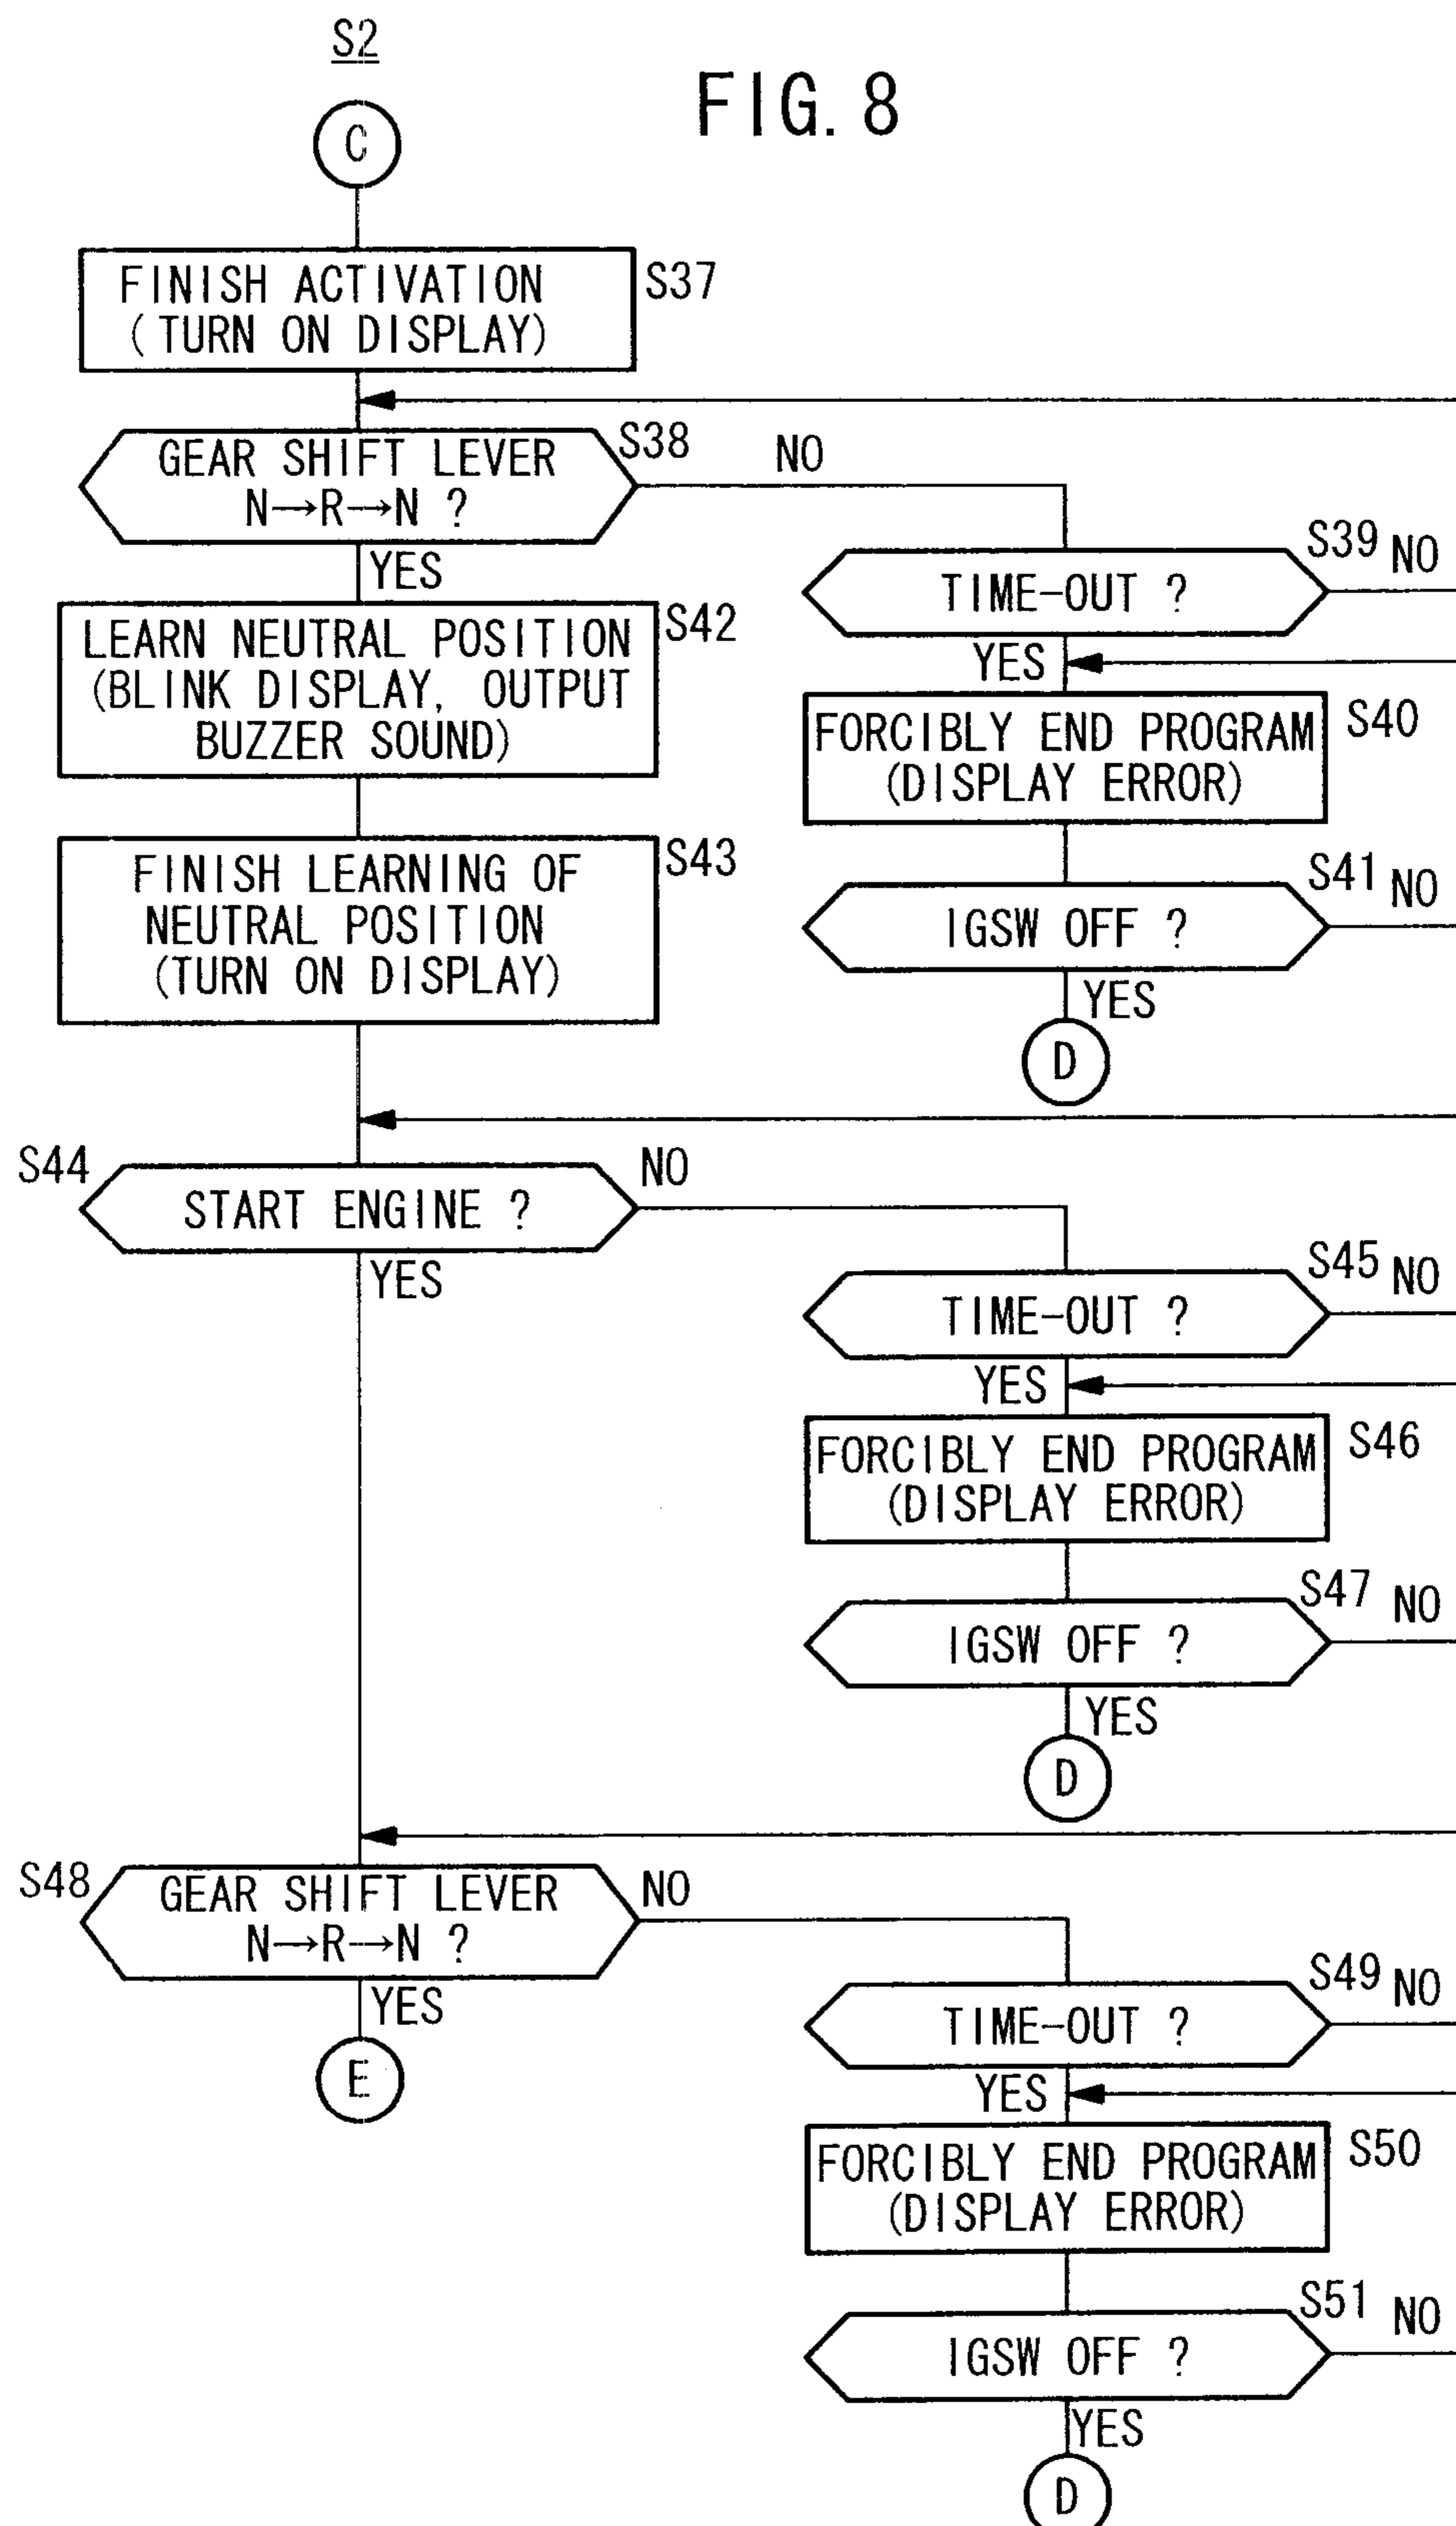 S2
FIG. 8
C
FINISH ACTIVATION
(TURN ON DISPLAY)
S37
GEAR SHIFT LEVER
N→R→N ?
S38
NO
YES
S39
NO
TIME-OUT ?
YES
LEARN NEUTRAL POSITION
(BLINK DISPLAY, OUTPUT
BUZZER SOUND)
S42
FORCIBLY END PROGRAM
(DISPLAY ERROR)
S40
FINISH LEARNING OF
NEUTRAL POSITION
(TURN ON DISPLAY)
S43
S41
NO
IGSW OFF ?
YES
D
S44
START ENGINE ?
NO
YES
S45
NO
TIME-OUT ?
YES
FORCIBLY END PROGRAM
(DISPLAY ERROR)
S46
S47
NO
IGSW OFF ?
YES
D
S48
GEAR SHIFT LEVER
N→R→N ?
NO
YES
E
S49
NO
TIME-OUT ?
YES
FORCIBLY END PROGRAM
(DISPLAY ERROR)
S50
S51
NO
IGSW OFF ?
YES
D